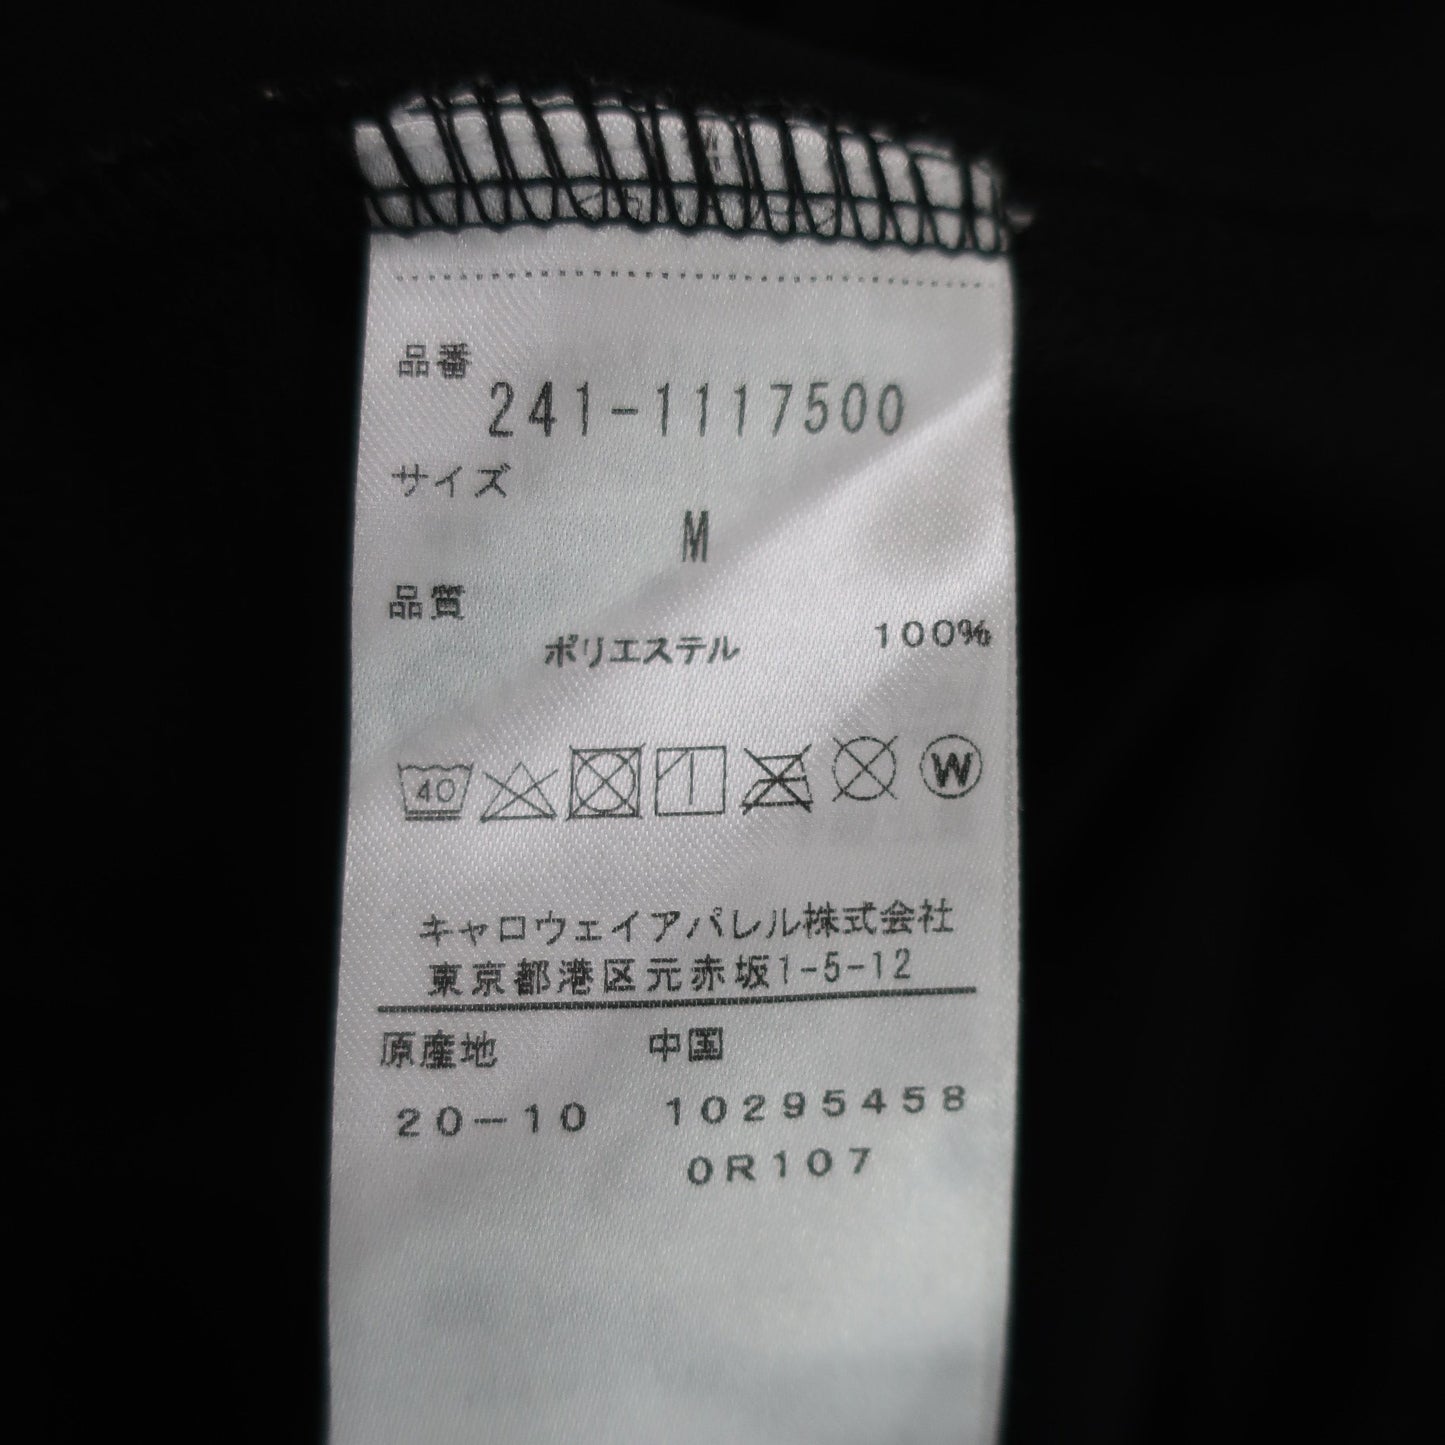 品番
241-1117500
サイズ
M
品質
ポリエステル 100%
40 W
キャロウェイアパレル株式会社
東京都港区元赤坂1-5-12
原産地 中国
20-10 10295458
0R107